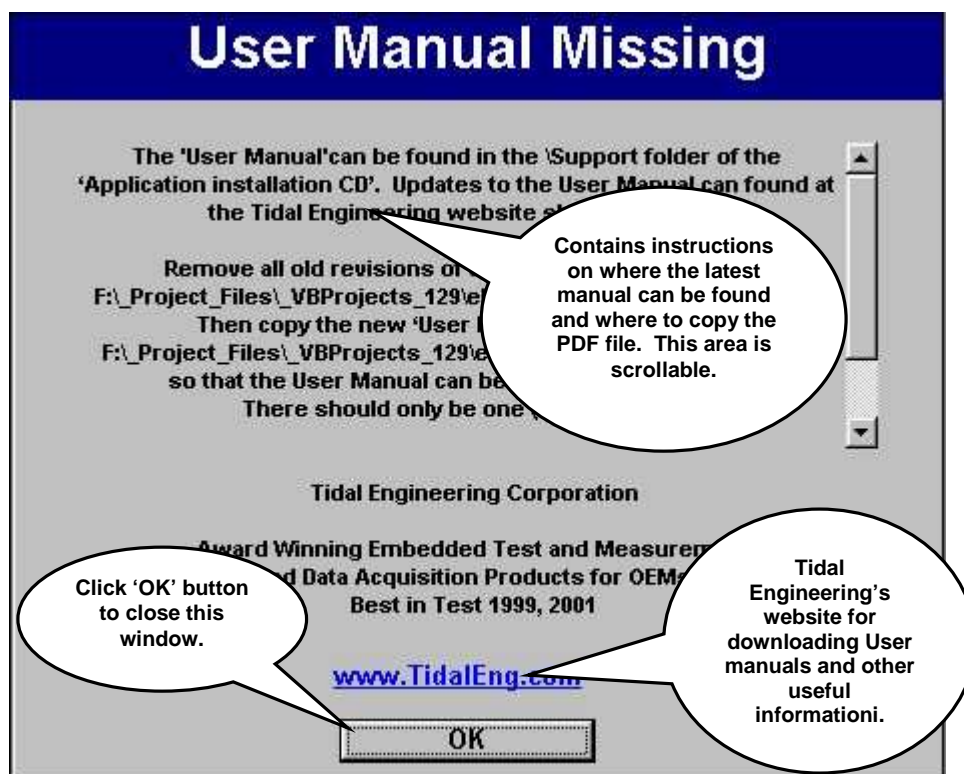 User Manual Missing
The 'User Manual'can be found in the \Support folder of the
‘Application installation CD’. Updates to the User Manual can found at
the Tidal Engineering website
Remove all old revisions of
F:\_Project_Files\_VBProjects_129\
Then copy the new ‘User
F:\_Project_Files\_VBProjects_129\
so that the User Manual can be
There should only be one
Contains instructions
on where the latest
manual can be found
and where to copy the
PDF file. This area is
scrollable.
Tidal Engineering Corporation
Award Winning Embedded Test and
Data Acquisition Products for
Best in Test 1999, 2001
Click ‘OK’ button
to close this
window.
Tidal
Engineering’s
website for
downloading User
manuals and other
useful
informationi.
www.TidalEng.com
OK